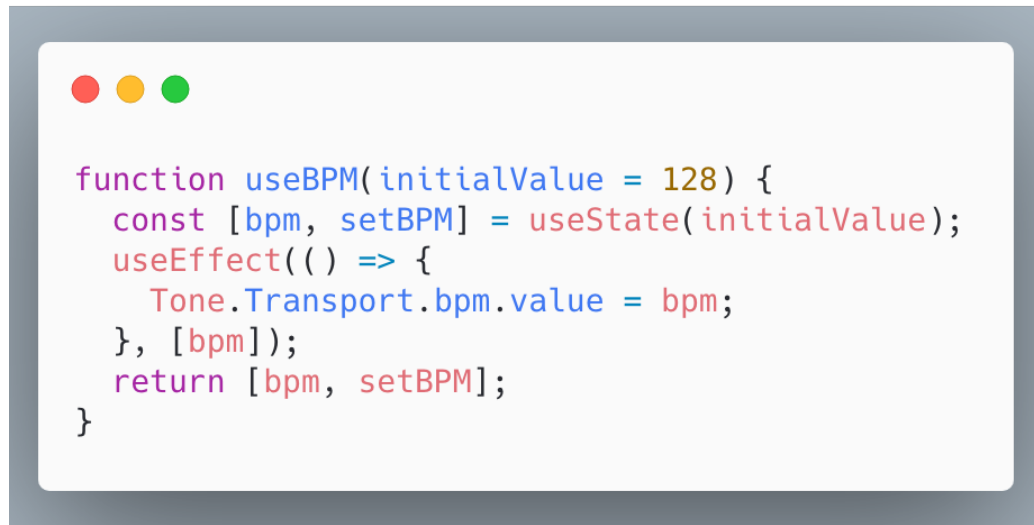 function useBPM(initialValue = 128) {
  const [bpm, setBPM] = useState(initialValue);
  useEffect(() => {
    Tone.Transport.bpm.value = bpm;
  }, [bpm]);
  return [bpm, setBPM];
}